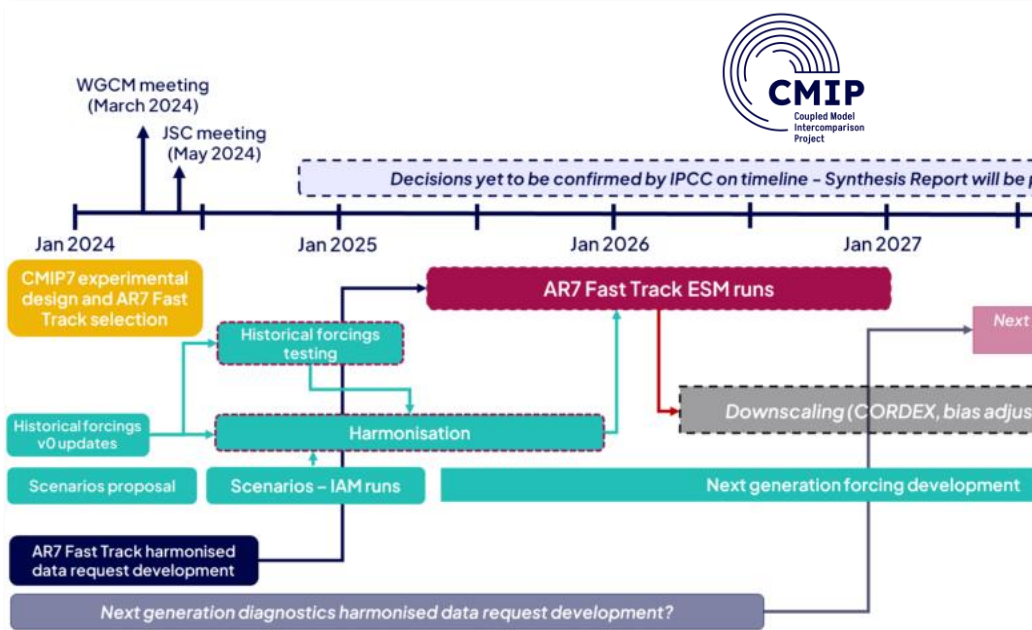 WGCM meeting
(March 2024)
JSC meeting
(May 2024)
CMIP
Coupled Model
Intercomparison
Project
Decisions yet to be confirmed by IPCC on timeline – Synthesis Report will be
Jan 2024
Jan 2025
Jan 2026
Jan 2027
CMIP7 experimental
design and AR7 Fast
Track selection
AR7 Fast Track ESM runs
Historical forcings
testing
Next
Historical forcings
v0 updates
Harmonisation
Downscaling (CORDEX, bias adjus
Scenarios proposal
Scenarios – IAM runs
Next generation forcing development
AR7 Fast Track harmonised
data request development
Next generation diagnostics harmonised data request development?